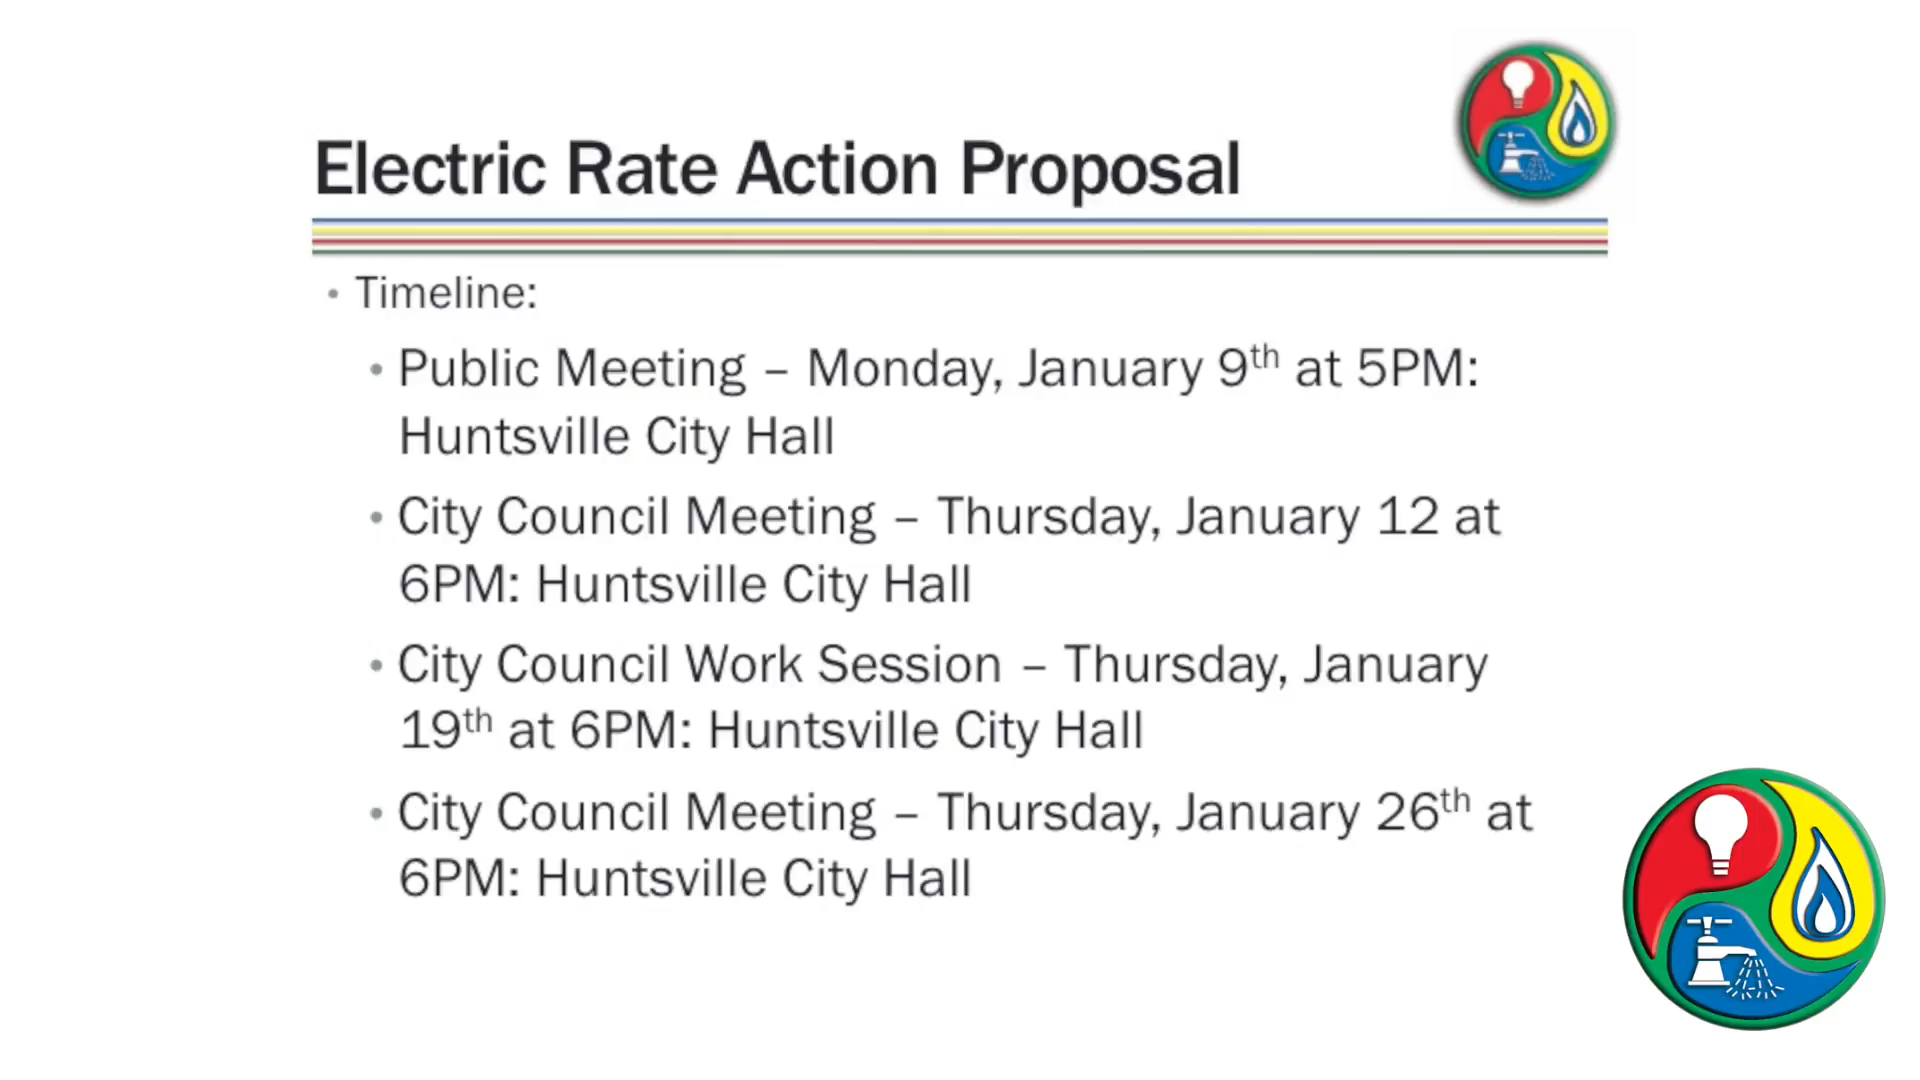 Electric Rate Action Proposal
• Timeline:
• Public Meeting – Monday, January 9th at 5PM:
Huntsville City Hall
• City Council Meeting – Thursday, January 12 at
6PM: Huntsville City Hall
• City Council Work Session – Thursday, January
19th at 6PM: Huntsville City Hall
• City Council Meeting – Thursday, January 26th at
6PM: Huntsville City Hall